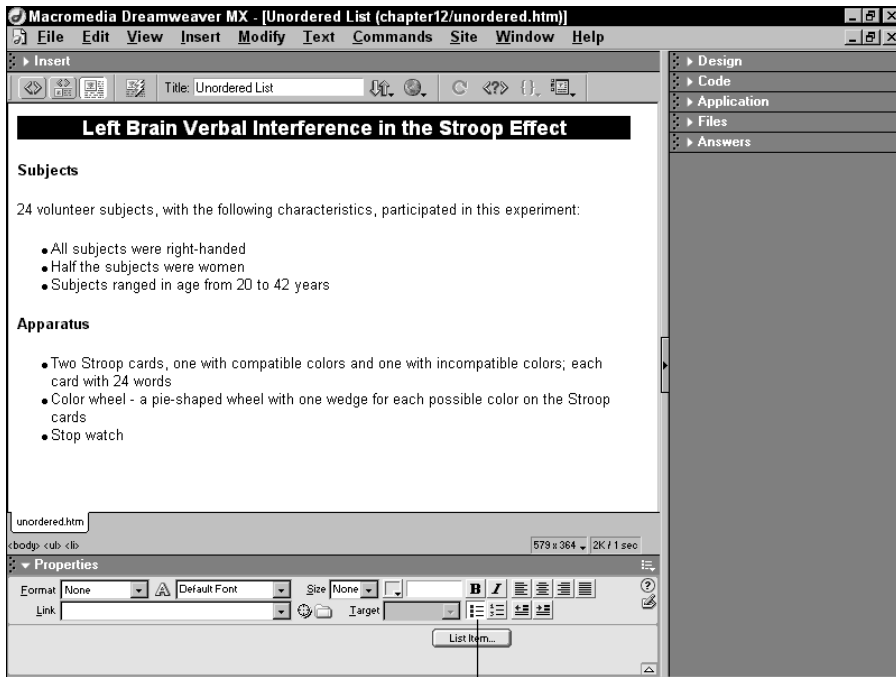 Macromedia Dreamweaver MX - [Unordered List (chapter12/unordered.htm)]
File Edit View Insert Modify Text Commands Site Window Help
Insert
Title: Unordered List
Design
Code
Application
Files
Answers
Left Brain Verbal Interference in the Stroop Effect
Subjects
24 volunteer subjects, with the following characteristics, participated in this experiment:
• All subjects were right-handed
• Half the subjects were women
• Subjects ranged in age from 20 to 42 years
Apparatus
• Two Stroop cards, one with compatible colors and one with incompatible colors; each
card with 24 words
• Color wheel - a pie-shaped wheel with one wedge for each possible color on the Stroop
cards
• Stop watch
unordered.htm
<body> <ul> <li> 579 x 364 2K / 1 sec
Properties
Format None Default Font Size None B I
Link Target
List Item...